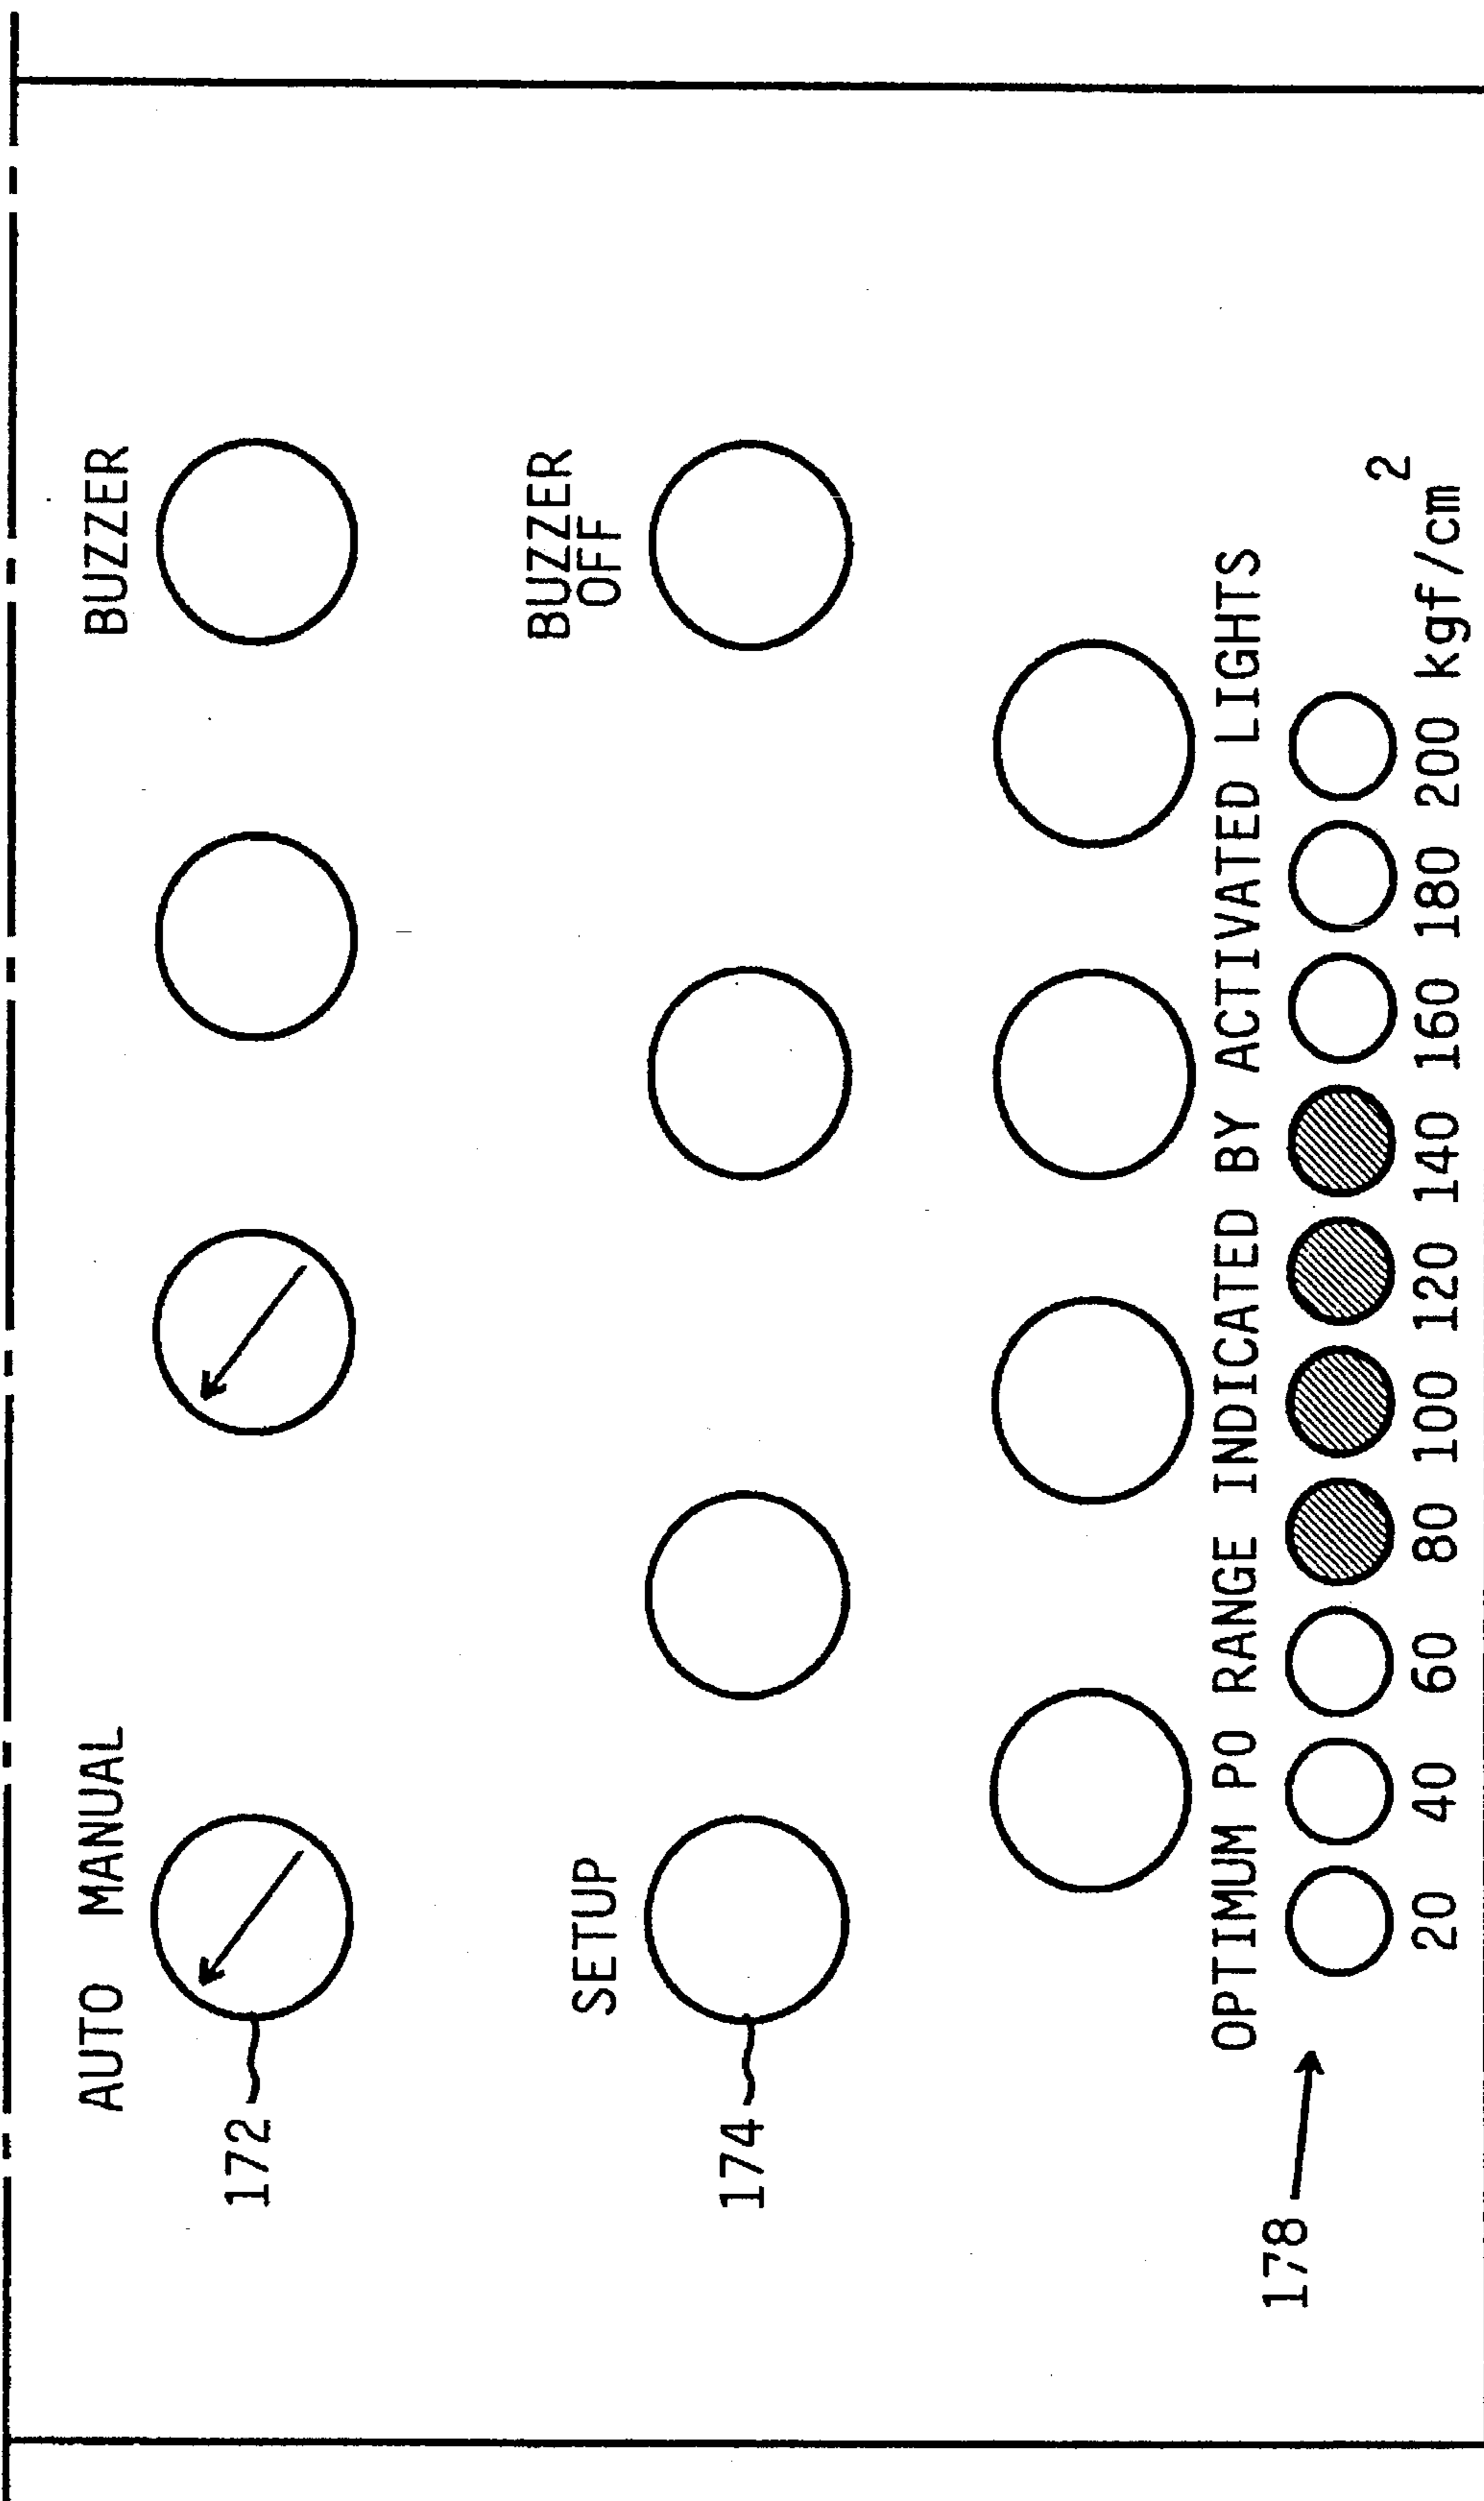 AUTO MANUAL
BUZZER
172
SETUP
BUZZER
OFF
174
OPTIMUM PO RANGE INDICATED BY ACTIVATED LIGHTS
178
20 40 60 80 100 120 140 160 180 200 kgf/cm²